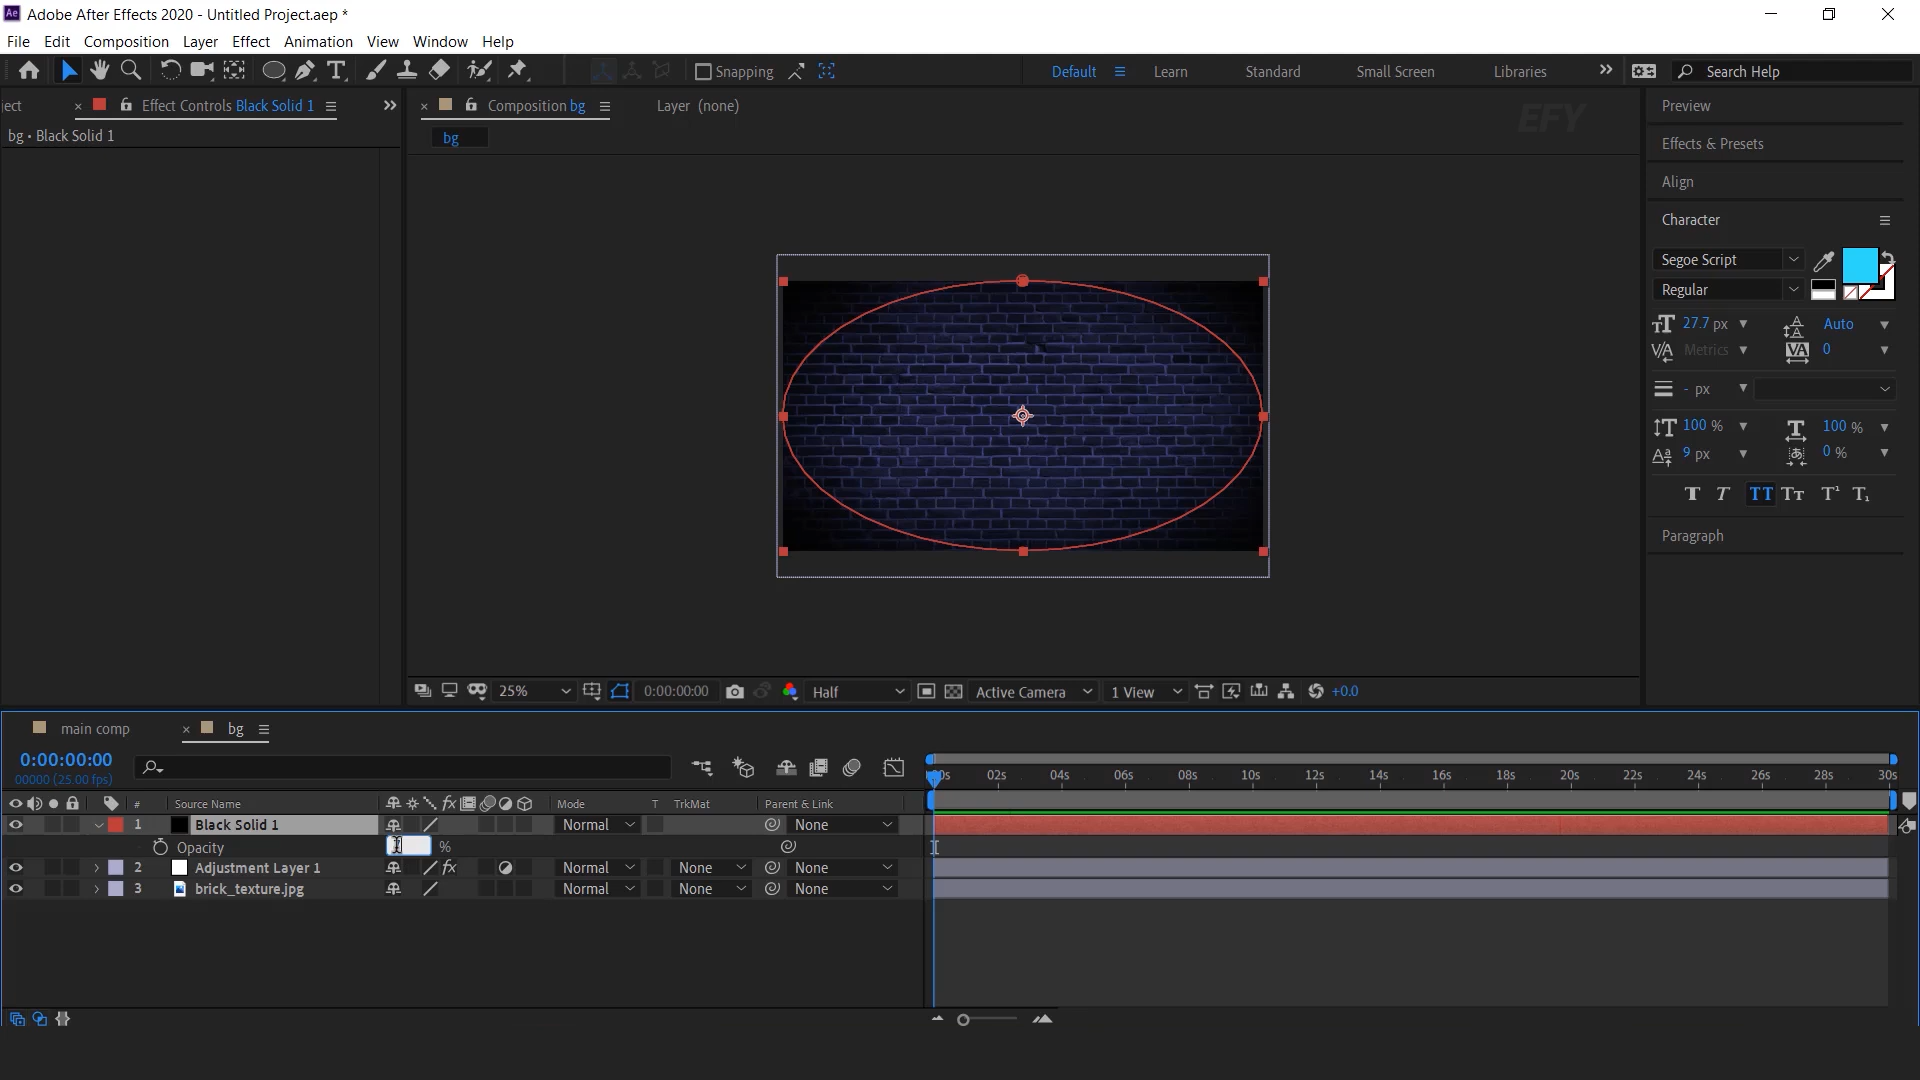 Ae Adobe After Effects 2020 - Untitled Project.aep *
File Edit Composition Layer Effect Animation View Window Help
Snapping Default Learn Standard Small Screen Libraries Search Help
ject Effect Controls Black Solid 1 Composition bg Layer (none)
bg • Black Solid 1
bg
EFY
Preview
Effects & Presets
Align
Character
Segoe Script
Regular
27.7 px Auto
Metrics 0
- px
100 % 100 %
9 px 0 %
Paragraph
25% 0:00:00:00 Half Active Camera 1 View +0.0
main comp bg
0:00:00:00
00000 (25.00 fps)
00s 02s 04s 06s 08s 10s 12s 14s 16s 18s 20s 22s 24s 26s 28s 30s
# Source Name fx Mode T TrkMat Parent & Link
1 Black Solid 1 Normal None
Opacity %
2 Adjustment Layer 1 fx Normal None None
3 brick_texture.jpg Normal None None